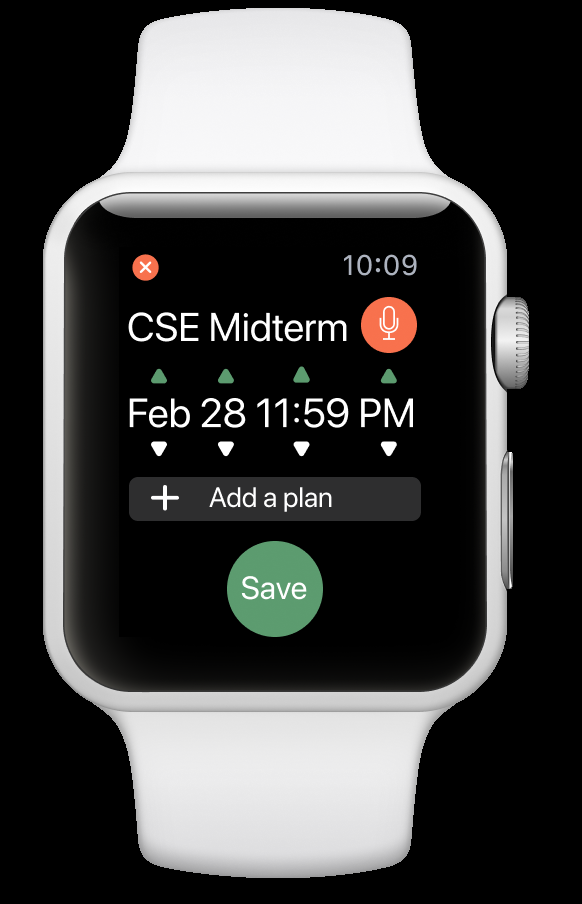 10:09
CSE Midterm
Feb 28 11:59 PM
Add a plan
Save